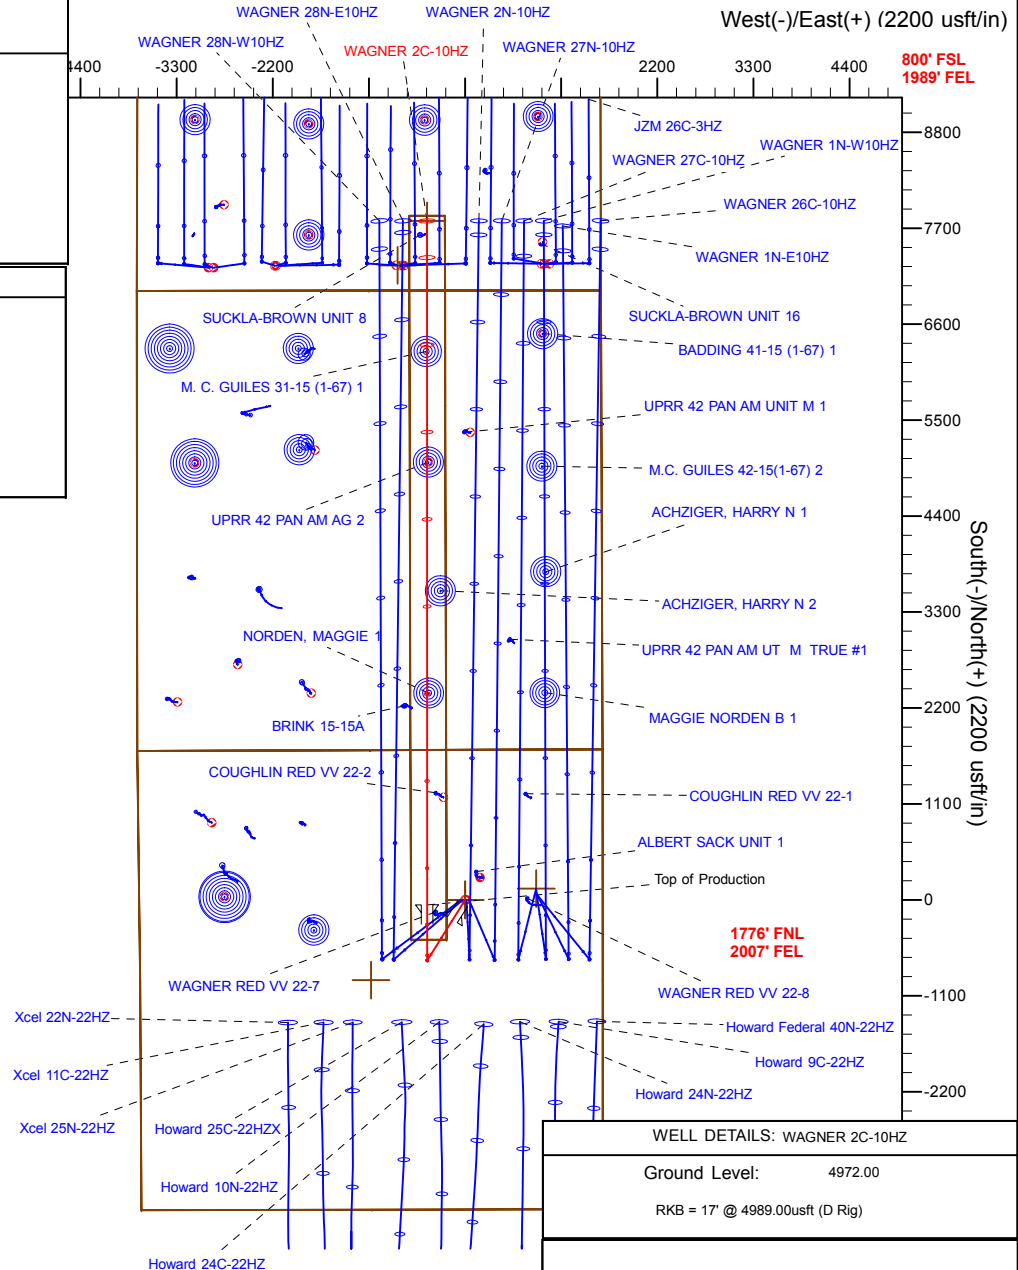 WAGNER 28N-E10HZ
WAGNER 2N-10HZ
West(-)/East(+) (2200 usft/in)
WAGNER 28N-W10HZ
WAGNER 2C-10HZ
WAGNER 27N-10HZ
800' FSL
1989' FEL
4400
-3300
-2200
2200
3300
4400
JZM 26C-3HZ
8800
WAGNER 1N-W10HZ
WAGNER 27C-10HZ
WAGNER 26C-10HZ
7700
WAGNER 1N-E10HZ
SUCKLA-BROWN UNIT 8
SUCKLA-BROWN UNIT 16
6600
BADDING 41-15 (1-67) 1
M. C. GUILES 31-15 (1-67) 1
UPRR 42 PAN AM UNIT M 1
5500
M.C. GUILES 42-15(1-67) 2
UPRR 42 PAN AM AG 2
ACHZIGER, HARRY N 1
4400
South(-)/North(+) (2200 usft/in)
ACHZIGER, HARRY N 2
3300
NORDEN, MAGGIE 1
UPRR 42 PAN AM UT M TRUE #1
BRINK 15-15A
MAGGIE NORDEN B 1
2200
COUGHLIN RED VV 22-2
COUGHLIN RED VV 22-1
1100
ALBERT SACK UNIT 1
Top of Production
0
1776' FNL
2007' FEL
WAGNER RED VV 22-7
WAGNER RED VV 22-8
-1100
Xcel 22N-22HZ
Howard Federal 40N-22HZ
Howard 9C-22HZ
Xcel 11C-22HZ
Howard 24N-22HZ
-2200
Xcel 25N-22HZ
Howard 25C-22HZX
Howard 10N-22HZ
Howard 24C-22HZ
WELL DETAILS: WAGNER 2C-10HZ
Ground Level: 4972.00
RKB = 17' @ 4989.00usft (D Rig)